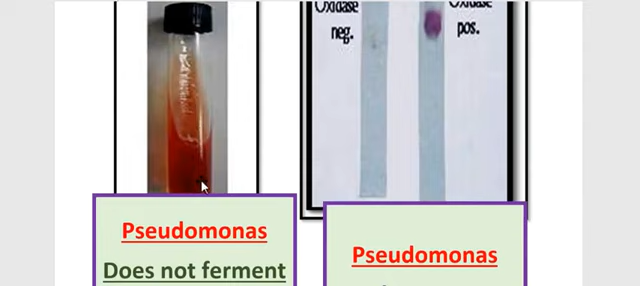 Oxidase
neg.
Oxidase
pos.
Pseudomonas
Does not ferment
Pseudomonas